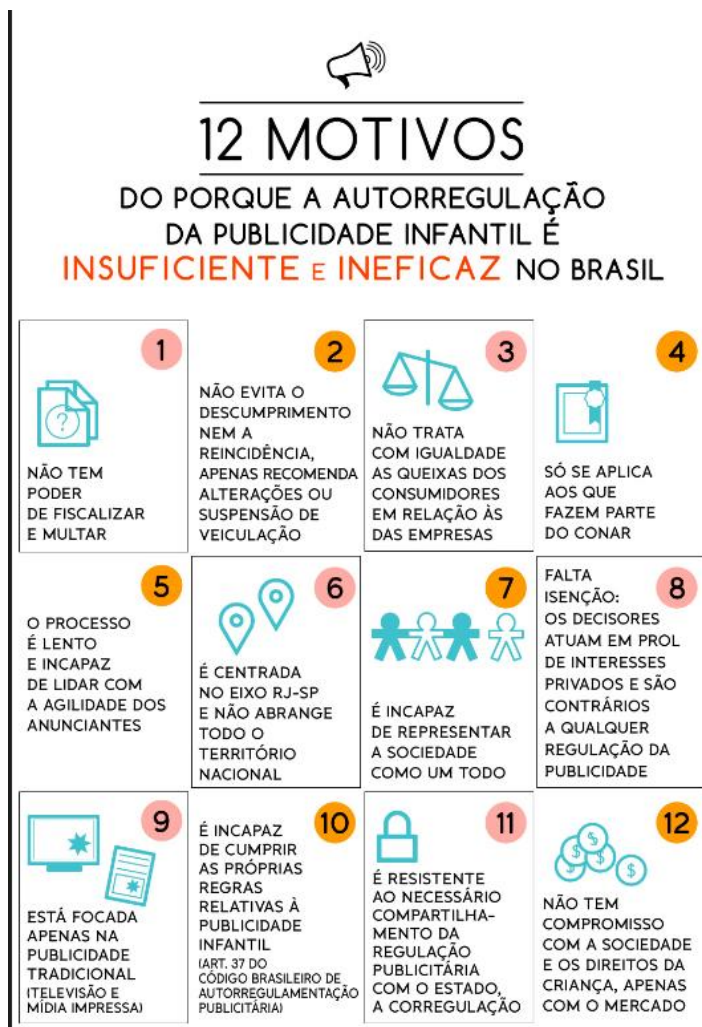 12 MOTIVOS
DO PORQUE A AUTORREGULAÇÃO
DA PUBLICIDADE INFANTIL É
INSUFICIENTE E INEFICAZ NO BRASIL
1
NÃO TEM
PODER
DE FISCALIZAR
E MULTAR
2
NÃO EVITA O
DESCUMPRIMENTO
NEM A
REINCIDÊNCIA,
APENAS RECOMENDA
ALTERAÇÕES OU
SUSPENSÃO DE
VEICULAÇÃO
3
NÃO TRATA
COM IGUALDADE
AS QUEIXAS DOS
CONSUMIDORES
EM RELAÇÃO ÀS
DAS EMPRESAS
4
SÓ SE APLICA
AOS QUE
FAZEM PARTE
DO CONAR
5
O PROCESSO
É LENTO
E INCAPAZ
DE LIDAR COM
A AGILIDADE DOS
ANUNCIANTES
6
É CENTRADA
NO EIXO RJ-SP
E NÃO ABRANGE
TODO O
TERRITÓRIO
NACIONAL
7
É INCAPAZ
DE REPRESENTAR
A SOCIEDADE
COMO UM TODO
8
FALTA
ISENÇÃO:
OS DECISORES
ATUAM EM PROL
DE INTERESSES
PRIVADOS E SÃO
CONTRÁRIOS
A QUALQUER
REGULAÇÃO DA
PUBLICIDADE
9
ESTÁ FOCADA
APENAS NA
PUBLICIDADE
TRADICIONAL
(TELEVISÃO E
MÍDIA IMPRESSA)
10
É INCAPAZ
DE CUMPRIR
AS PRÓPRIAS
REGRAS
RELATIVAS À
PUBLICIDADE
INFANTIL
(ART. 37 DO
CÓDIGO BRASILEIRO DE
AUTORREGULAMENTAÇÃO
PUBLICITÁRIA)
11
É RESISTENTE
AO NECESSÁRIO
COMPARTILHA-
MENTO DA
REGULAÇÃO
PUBLICITÁRIA
COM O ESTADO,
A CORREGULAÇÃO
12
$ $ $ $ $
NÃO TEM
COMPROMISSO
COM A SOCIEDADE
E OS DIREITOS DA
CRIANÇA, APENAS
COM O MERCADO